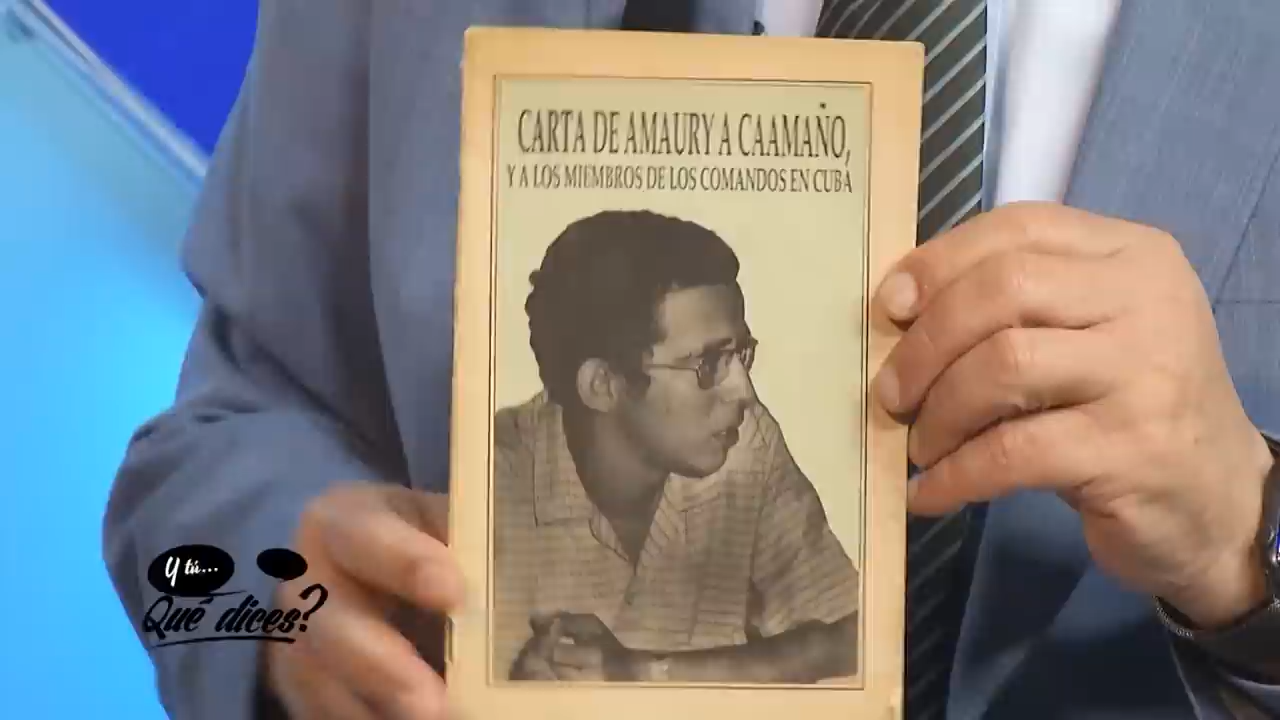 CARTA DE AMAURY A CAAMAÑO,
Y A LOS MIEMBROS DE LOS COMANDOS EN CUBA
Y tú...
Qué dices?